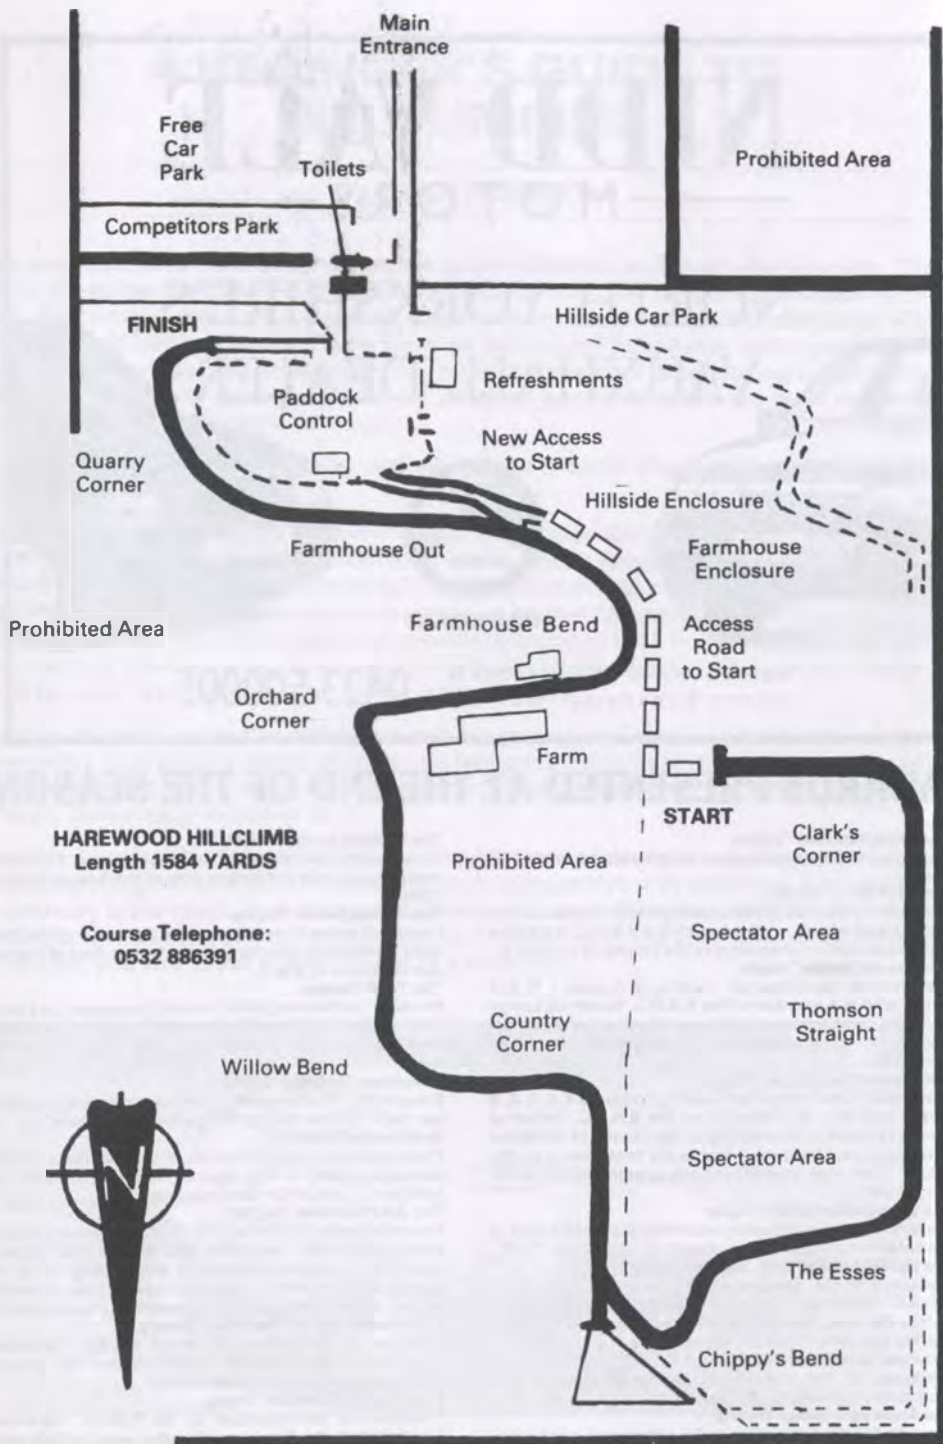 Main
Entrance
Free
Car
Park
Toilets
Prohibited Area
Competitors Park
FINISH
Hillside Car Park
Refreshments
Paddock
Control
New Access
to Start
Quarry
Corner
Hillside Enclosure
Farmhouse Out
Farmhouse
Enclosure
Prohibited Area
Farmhouse Bend
Access
Road
to Start
Orchard
Corner
Farm
START
HAREWOOD HILLCLIMB
Length 1584 YARDS
Prohibited Area
Clark's
Corner
Course Telephone:
0532 886391
Spectator Area
Country
Corner
Thomson
Straight
Willow Bend
Spectator Area
N
The Esses
Chippy's Bend